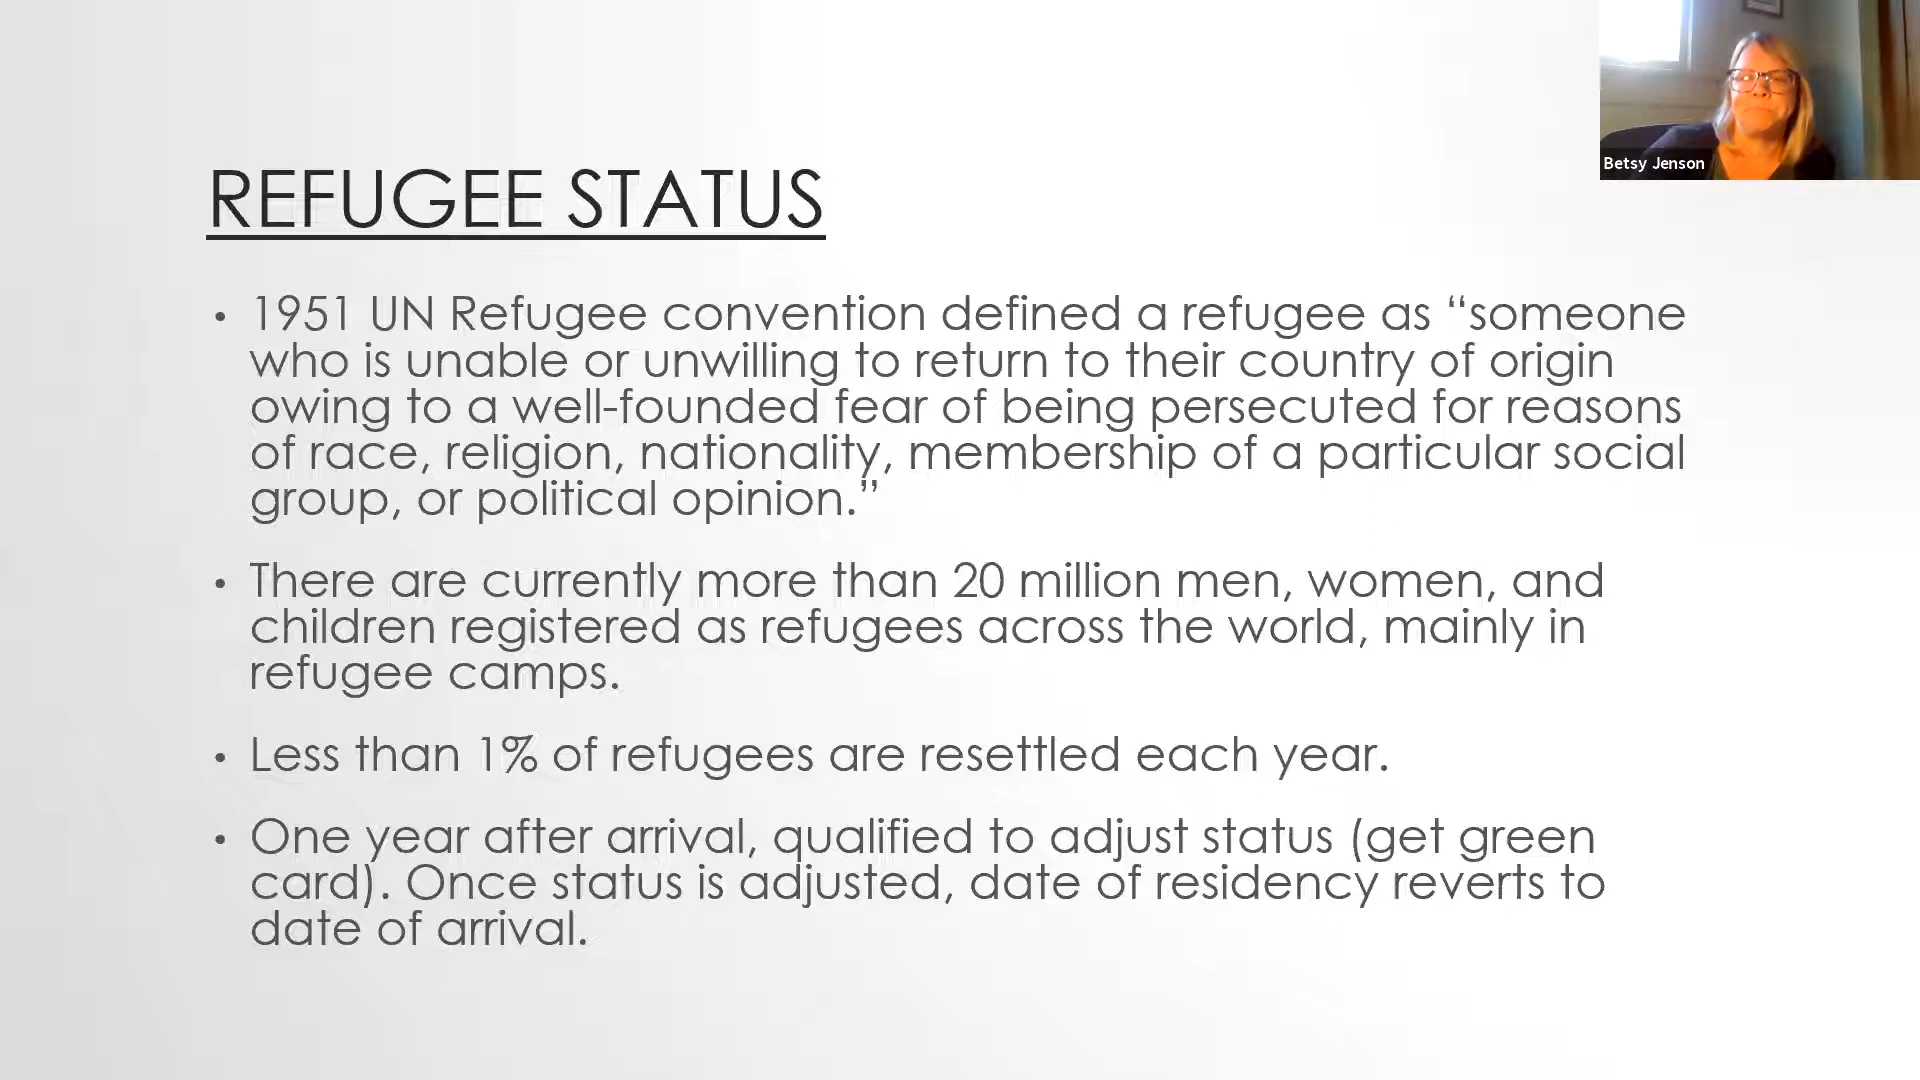 Betsy Jenson
REFUGEE STATUS
• 1951 UN Refugee convention defined a refugee as “someone
who is unable or unwilling to return to their country of origin
owing to a well-founded fear of being persecuted for reasons
of race, religion, nationality, membership of a particular social
group, or political opinion.”
• There are currently more than 20 million men, women, and
children registered as refugees across the world, mainly in
refugee camps.
• Less than 1% of refugees are resettled each year.
• One year after arrival, qualified to adjust status (get green
card). Once status is adjusted, date of residency reverts to
date of arrival.